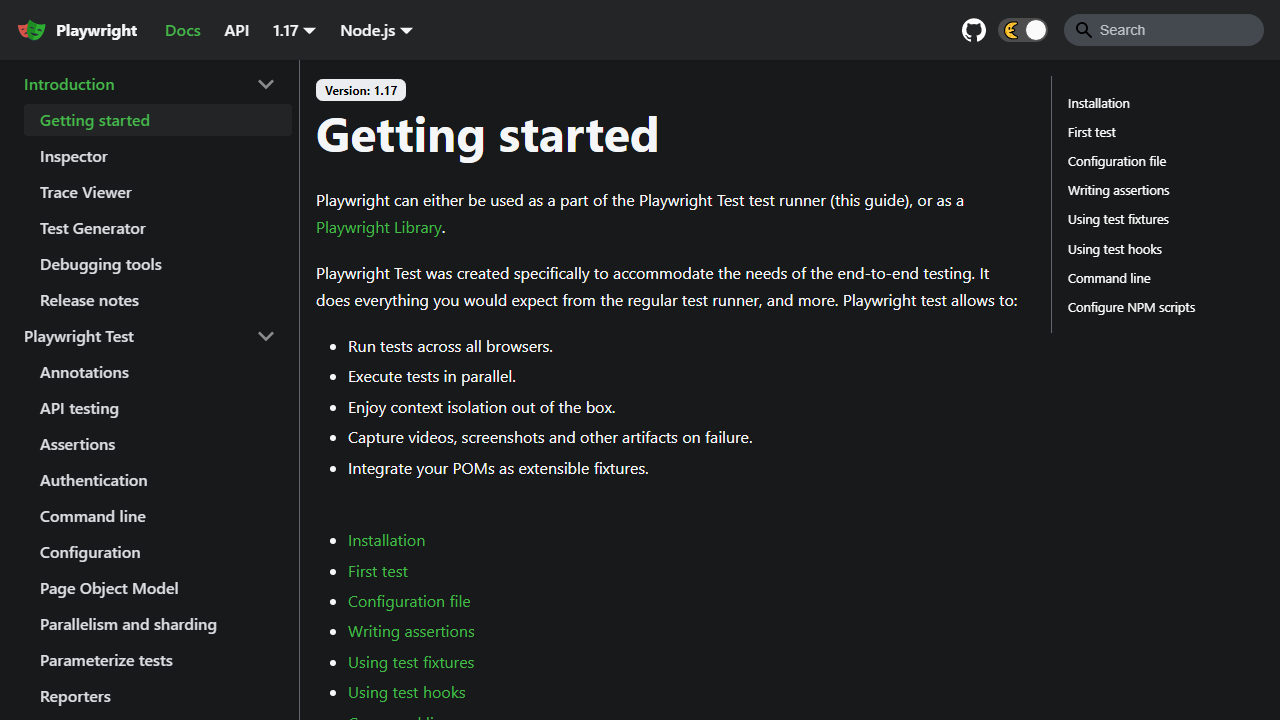 Playwright Docs API 1.17 Node.js Search
Introduction
Getting started
Inspector
Trace Viewer
Test Generator
Debugging tools
Release notes
Playwright Test
Annotations
API testing
Assertions
Authentication
Command line
Configuration
Page Object Model
Parallelism and sharding
Parameterize tests
Reporters
Version: 1.17
Getting started
Playwright can either be used as a part of the Playwright Test test runner (this guide), or as a
Playwright Library.
Playwright Test was created specifically to accommodate the needs of the end-to-end testing. It
does everything you would expect from the regular test runner, and more. Playwright test allows to:
Run tests across all browsers.
Execute tests in parallel.
Enjoy context isolation out of the box.
Capture videos, screenshots and other artifacts on failure.
Integrate your POMs as extensible fixtures.
Installation
First test
Configuration file
Writing assertions
Using test fixtures
Using test hooks
Installation
First test
Configuration file
Writing assertions
Using test fixtures
Using test hooks
Command line
Configure NPM scripts